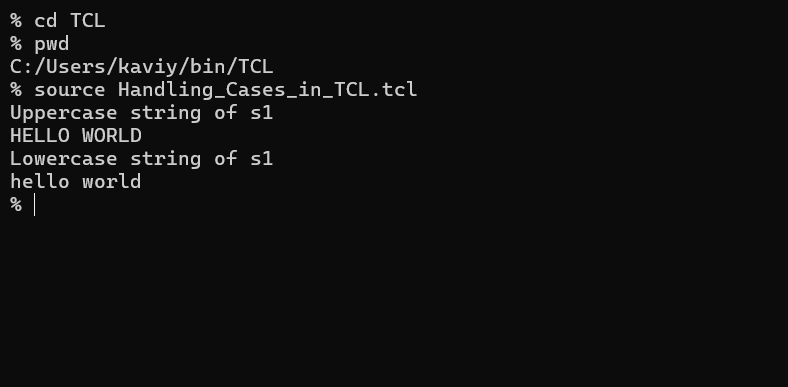 % cd TCL
% pwd
C:/Users/kaviy/bin/TCL
% source Handling_Cases_in_TCL.tcl
Uppercase string of s1
HELLO WORLD
Lowercase string of s1
hello world
%